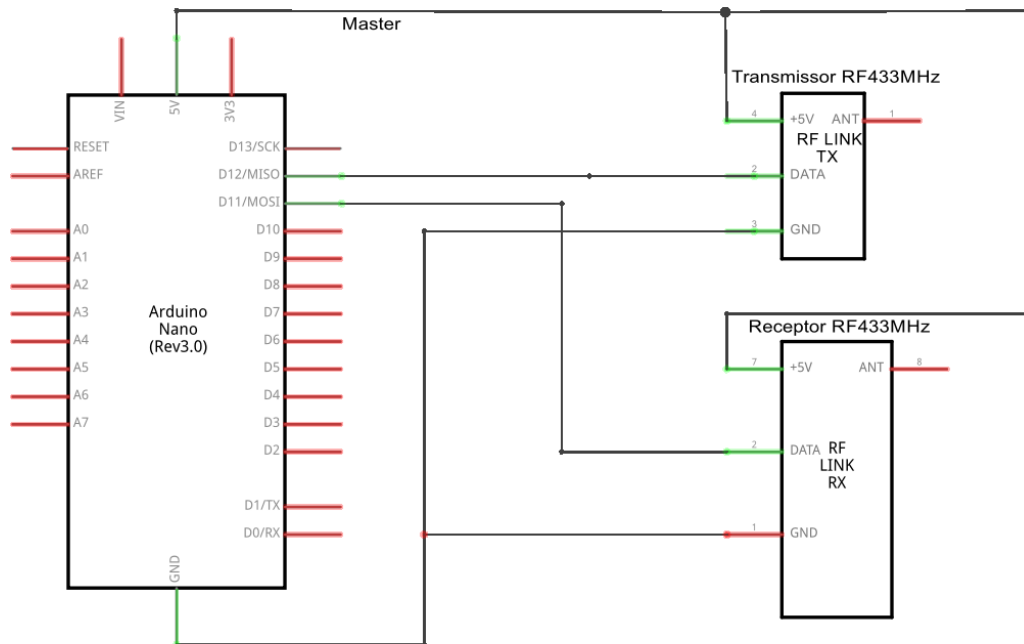 Master
Transmissor RF433MHz
VIN
5V
3V3
4
+5V
ANT
1
RF LINK
TX
RESET
D13/SCK
AREF
D12/MISO
2
DATA
D11/MOSI
A0
D10
3
GND
A1
D9
A2
D8
A3
D7
Arduino
Nano
(Rev3.0)
A4
D6
A5
D5
A6
D4
A7
D3
D2
D1/TX
D0/RX
GND
Receptor RF433MHz
7
+5V
ANT
8
2
DATA
RF
LINK
RX
1
GND